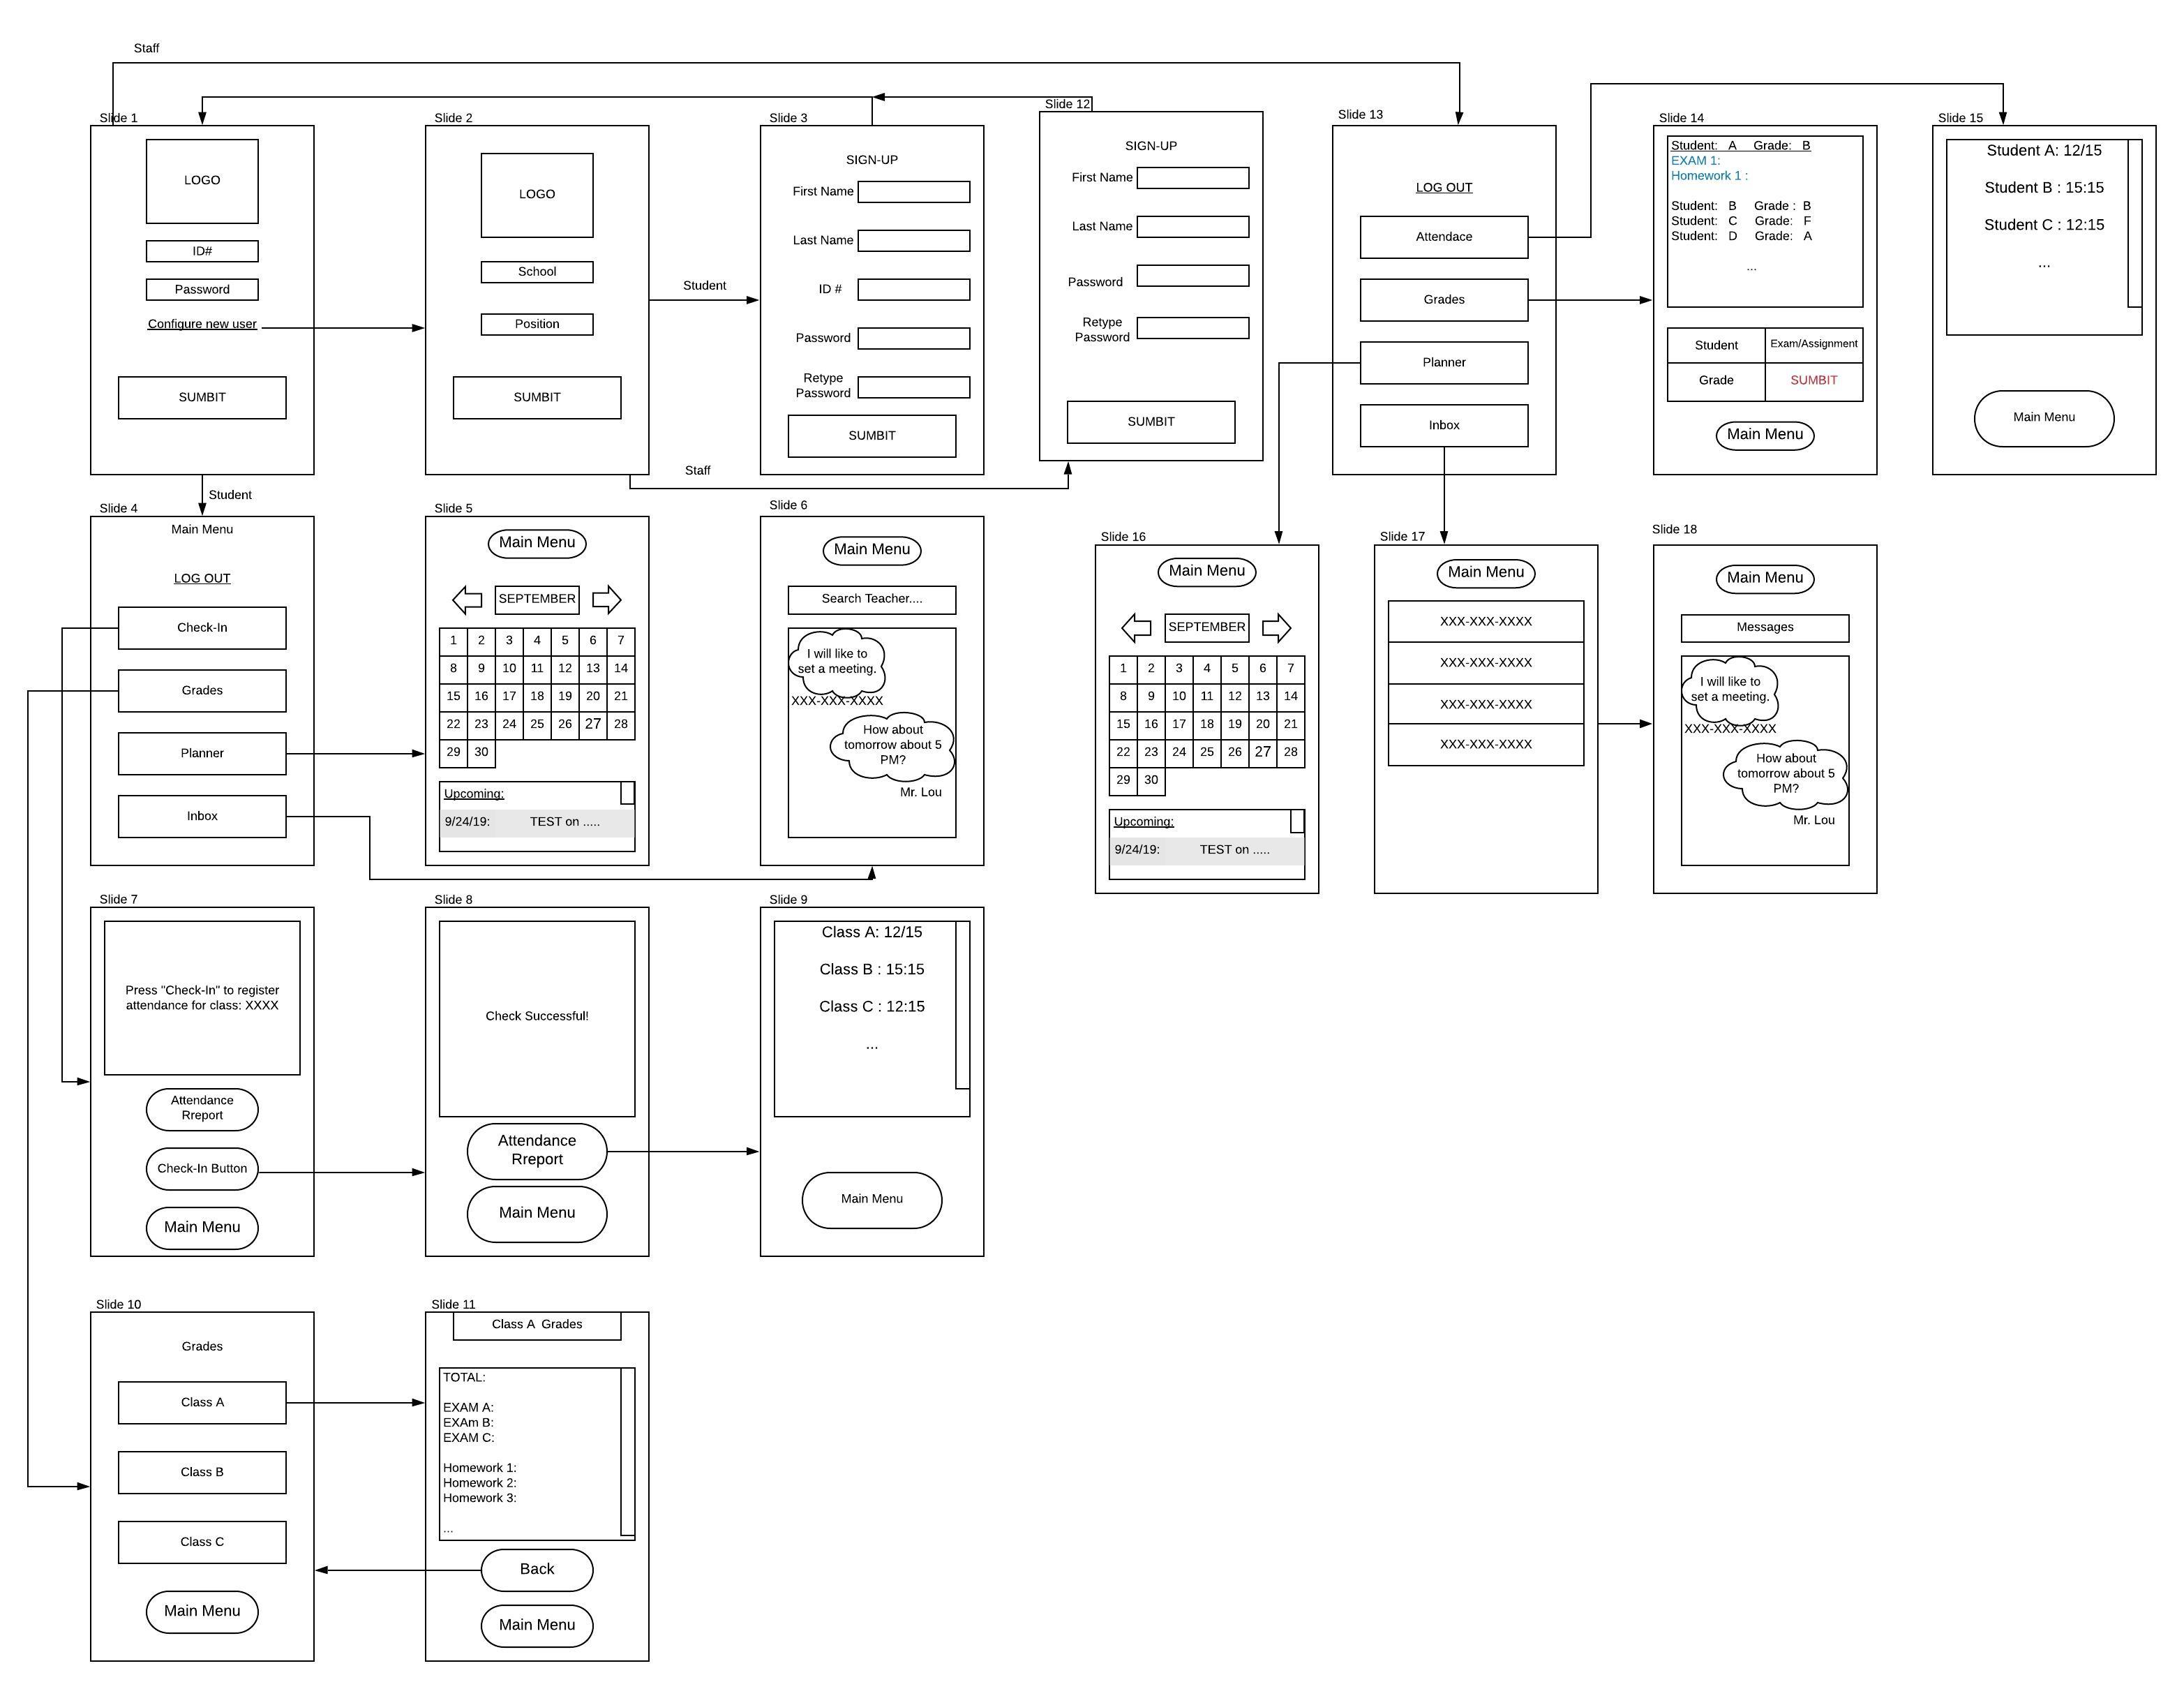 Staff
Slide 1
LOGO
ID#
Password
Configure new user
SUMBIT
Student
Slide 2
LOGO
School
Position
SUMBIT
Student
Staff
Slide 3
SIGN-UP
First Name
Last Name
ID #
Password
Retype
Password
SUMBIT
Slide 12
SIGN-UP
First Name
Last Name
Password
Retype
Password
SUMBIT
Slide 13
LOG OUT
Attendace
Grades
Planner
Inbox
Slide 14
Student: A Grade: B
EXAM 1:
Homework 1 :
Student: B Grade : B
Student: C Grade: F
Student: D Grade: A
...
Student Exam/Assignment
Grade SUMBIT
Main Menu
Slide 15
Student A: 12/15
Student B : 15:15
Student C : 12:15
...
Main Menu
Slide 4
Main Menu
LOG OUT
Check-In
Grades
Planner
Inbox
Slide 5
Main Menu
SEPTEMBER
1 2 3 4 5 6 7
8 9 10 11 12 13 14
15 16 17 18 19 20 21
22 23 24 25 26 27 28
29 30
Upcoming:
9/24/19: TEST on .....
Slide 6
Main Menu
Search Teacher....
I will like to
set a meeting.
XXX-XXX-XXXX
How about
tomorrow about 5
PM?
Mr. Lou
Slide 16
Main Menu
SEPTEMBER
1 2 3 4 5 6 7
8 9 10 11 12 13 14
15 16 17 18 19 20 21
22 23 24 25 26 27 28
29 30
Upcoming:
9/24/19: TEST on .....
Slide 17
Main Menu
XXX-XXX-XXXX
XXX-XXX-XXXX
XXX-XXX-XXXX
XXX-XXX-XXXX
Slide 18
Main Menu
Messages
I will like to
set a meeting.
XXX-XXX-XXXX
How about
tomorrow about 5
PM?
Mr. Lou
Slide 7
Press "Check-In" to register
attendance for class: XXXX
Attendance
Rreport
Check-In Button
Main Menu
Slide 8
Check Successful!
Attendance
Rreport
Main Menu
Slide 9
Class A: 12/15
Class B : 15:15
Class C : 12:15
...
Main Menu
Slide 10
Grades
Class A
Class B
Class C
Main Menu
Slide 11
Class A Grades
TOTAL:
EXAM A:
EXAm B:
EXAM C:
Homework 1:
Homework 2:
Homework 3:
...
Back
Main Menu